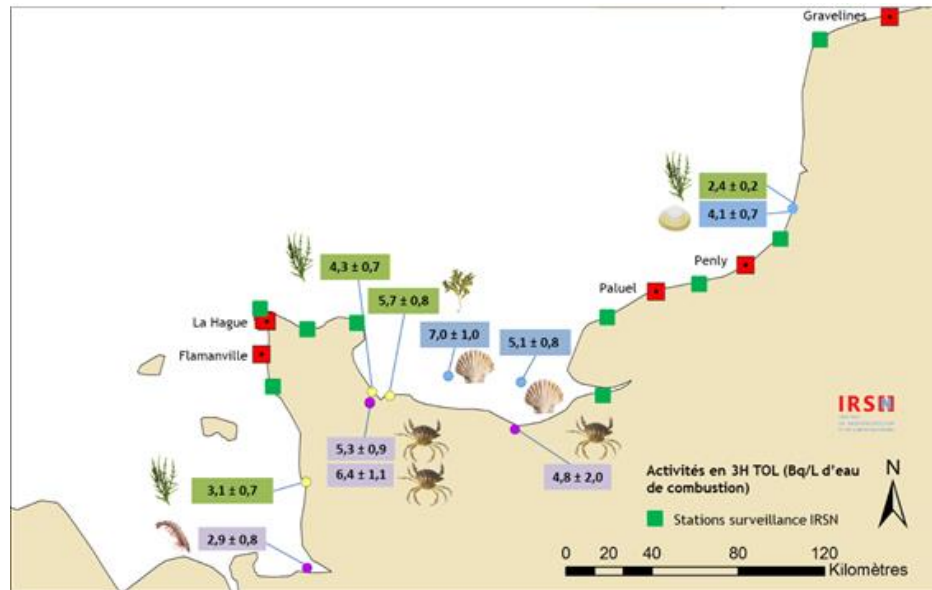 Gravelines
2,4 ± 0,2
4,1 ± 0,7
Penly
Paluel
4,3 ± 0,7
5,7 ± 0,8
La Hague
7,0 ± 1,0
5,1 ± 0,8
Flamanville
IRSN
5,3 ± 0,9
6,4 ± 1,1
4,8 ± 2,0
3,1 ± 0,7
2,9 ± 0,8
Activités en 3H TOL (Bq/L d'eau
de combustion)
N
Stations surveillance IRSN
0 20 40 80 120
Kilomètres